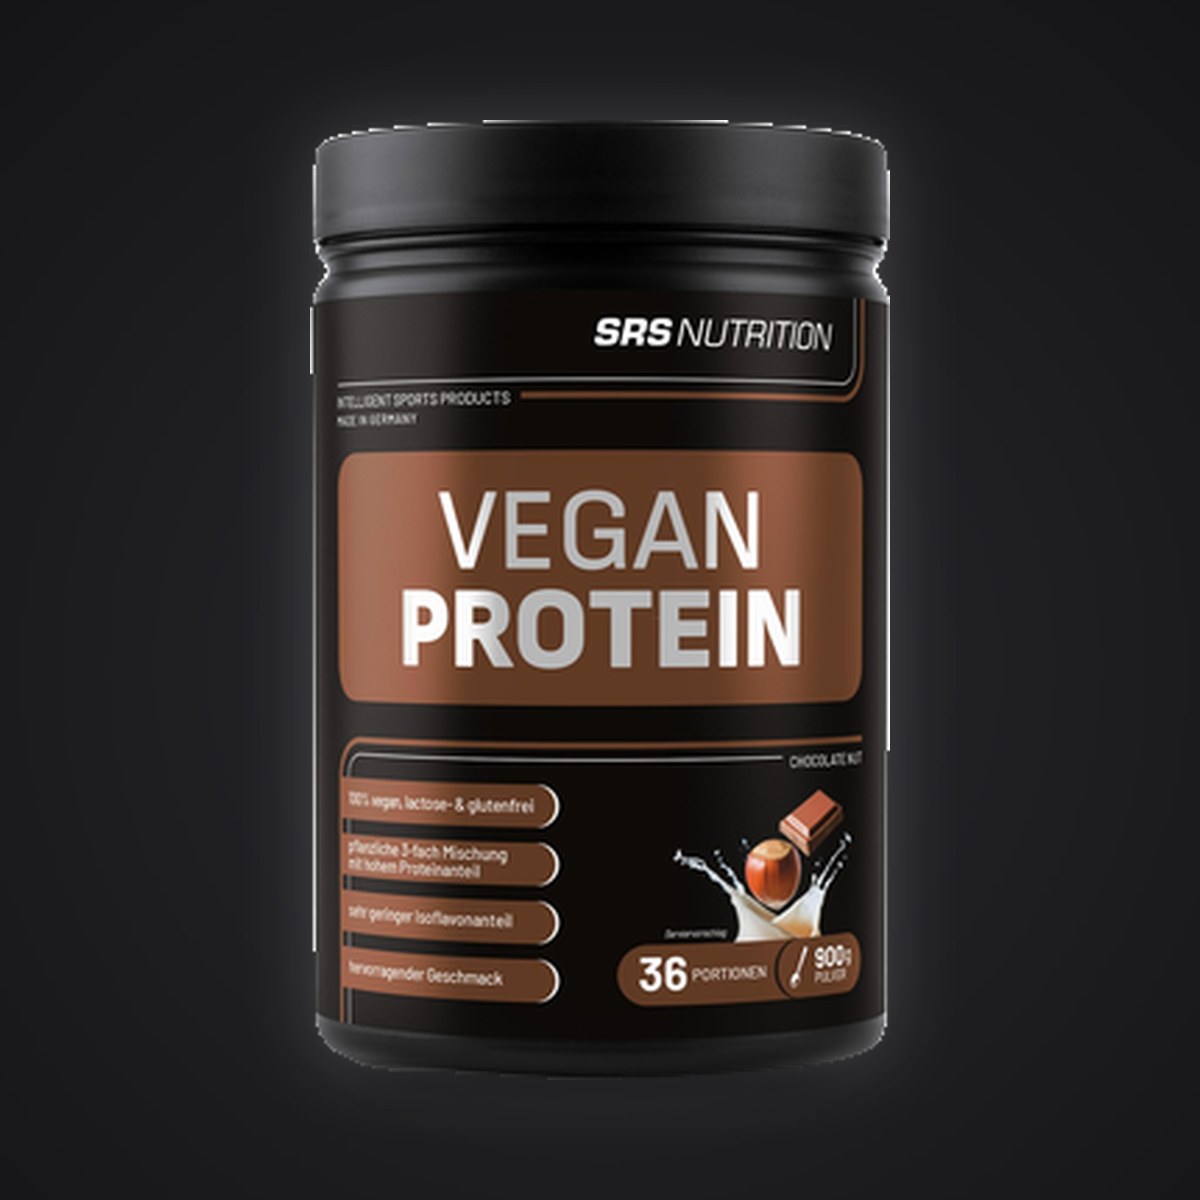 SRS NUTRITION
INTELLIGENT SPORTS PRODUCTS
MADE IN GERMANY
VEGAN
PROTEIN
CHOCOLATE NUT
100% vegan, lactose- & glutenfrei
pflanzliche 3-fach Mischung
mit hohem Proteinanteil
sehr geringer Isoflavonanteil
hervorragender Geschmack
Serviervorschlag
36 PORTIONEN
900g
PULVER